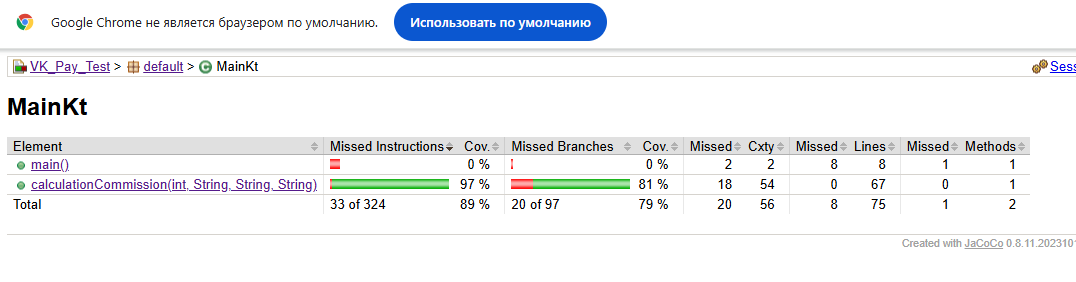 Google Chrome не является браузером по умолчанию. Использовать по умолчанию
VK_Pay_Test > default > MainKt Sess
MainKt
Element Missed Instructions Cov. Missed Branches Cov. Missed Cxty Missed Lines Missed Methods
main() 0 % 0 % 2 2 8 8 1 1
calculationCommission(int, String, String, String) 97 % 81 % 18 54 0 67 0 1
Total 33 of 324 89 % 20 of 97 79 % 20 56 8 75 1 2
Created with JaCoCo 0.8.11.2023101